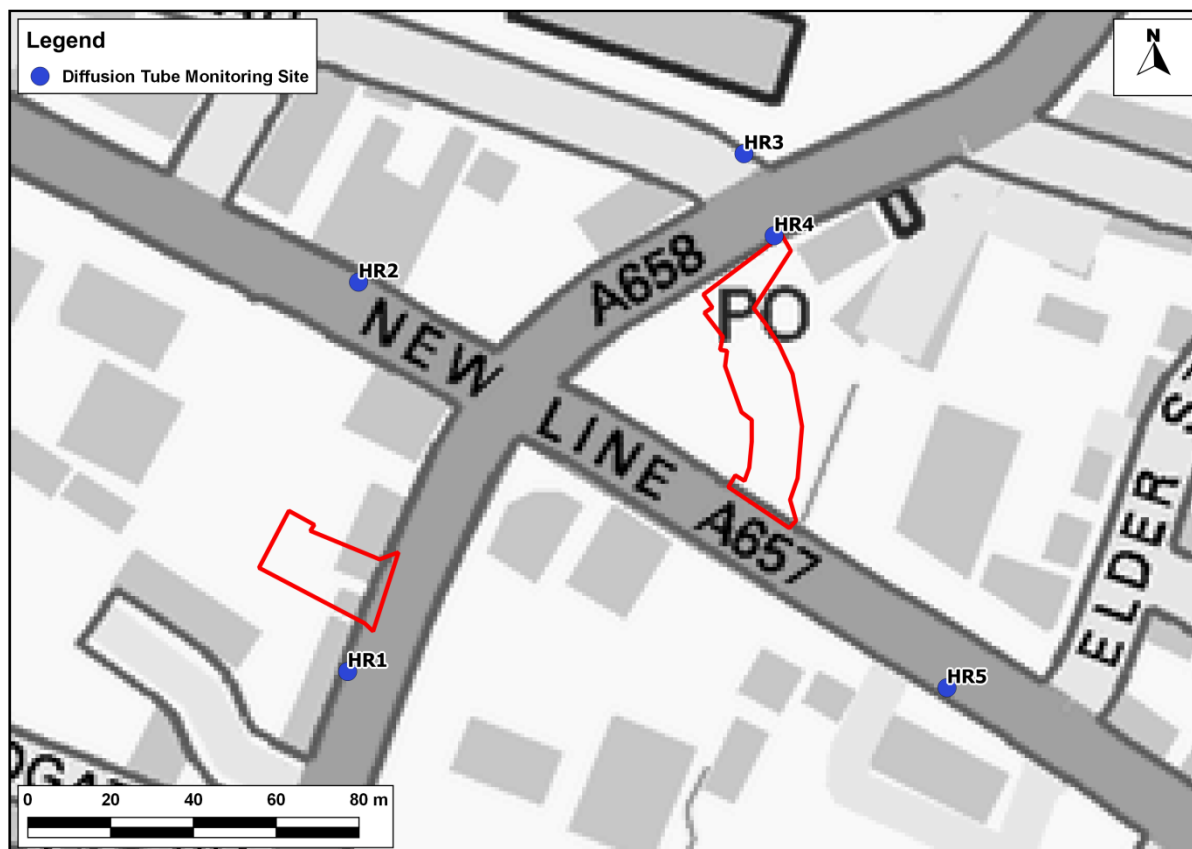 Legend
Diffusion Tube Monitoring Site
N
HR3
HR4
A658
HR2
PO
NEW
LINE
A657
ELDER
HR1
HR5
0 20 40 60 80 m